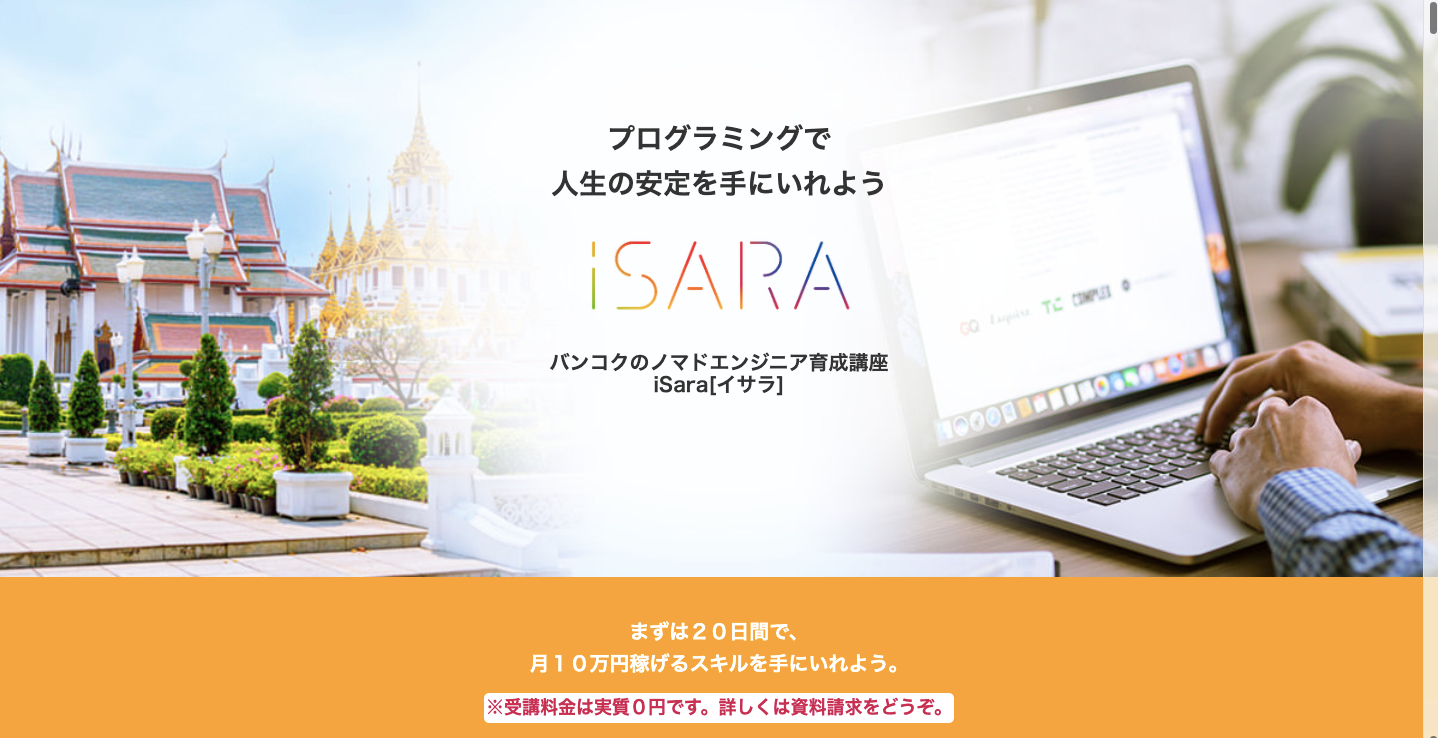 プログラミングで
人生の安定を手にいれよう
iSARA
バンコクのノマドエンジニア育成講座
iSara[イサラ]
GQ Esquire TC COMPLEX
まずは２０日間で、
月１０万円稼げるスキルを手にいれよう。
※受講料金は実質０円です。詳しくは資料請求をどうぞ。